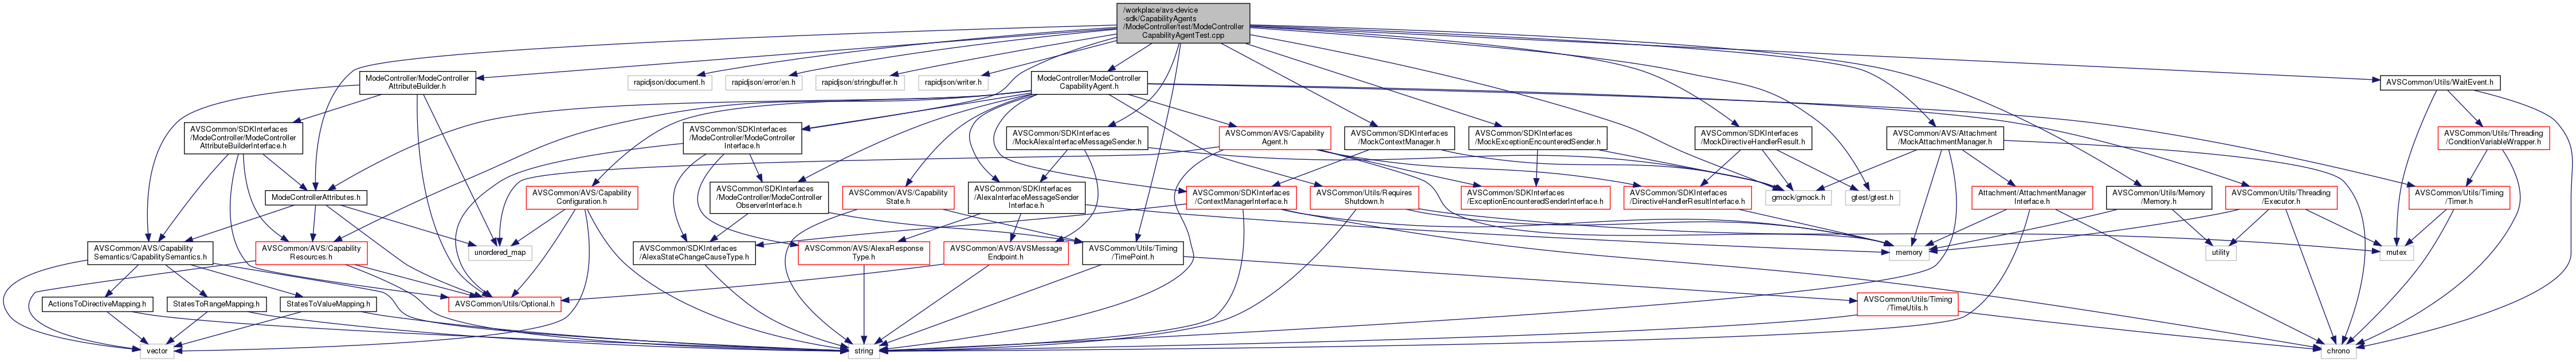 /workplace/avs-device
-sdk/CapabilityAgents
/ModeController/test/ModeController
CapabilityAgentTest.cpp
ModeController/ModeController
AttributeBuilder.h
rapidjson/document.h
rapidjson/error/en.h
rapidjson/stringbuffer.h
rapidjson/writer.h
ModeController/ModeController
CapabilityAgent.h
AVSCommon/Utils/WaitEvent.h
AVSCommon/SDKInterfaces
/ModeController/ModeController
AttributeBuilderInterface.h
AVSCommon/SDKInterfaces
/ModeController/ModeController
Interface.h
AVSCommon/SDKInterfaces
/MockAlexaInterfaceMessageSender.h
AVSCommon/AVS/Capability
Agent.h
AVSCommon/SDKInterfaces
/MockContextManager.h
AVSCommon/SDKInterfaces
/MockExceptionEncounteredSender.h
AVSCommon/SDKInterfaces
/MockDirectiveHandlerResult.h
AVSCommon/AVS/Attachment
/MockAttachmentManager.h
AVSCommon/Utils/Threading
/ConditionVariableWrapper.h
ModeControllerAttributes.h
AVSCommon/AVS/Capability
Configuration.h
AVSCommon/SDKInterfaces
/ModeController/ModeController
ObserverInterface.h
AVSCommon/AVS/Capability
State.h
AVSCommon/SDKInterfaces
/AlexaInterfaceMessageSender
Interface.h
AVSCommon/SDKInterfaces
/ContextManagerInterface.h
AVSCommon/Utils/Requires
Shutdown.h
AVSCommon/SDKInterfaces
/ExceptionEncounteredSenderInterface.h
AVSCommon/SDKInterfaces
/DirectiveHandlerResultInterface.h
gmock/gmock.h
gtest/gtest.h
Attachment/AttachmentManager
Interface.h
AVSCommon/Utils/Memory
/Memory.h
AVSCommon/Utils/Threading
/Executor.h
AVSCommon/Utils/Timing
/Timer.h
AVSCommon/AVS/Capability
Semantics/CapabilitySemantics.h
AVSCommon/AVS/Capability
Resources.h
unordered_map
AVSCommon/SDKInterfaces
/AlexaStateChangeCauseType.h
AVSCommon/AVS/AlexaResponse
Type.h
AVSCommon/AVS/AVSMessage
Endpoint.h
AVSCommon/Utils/Timing
/TimePoint.h
memory
utility
mutex
ActionsToDirectiveMapping.h
StatesToRangeMapping.h
StatesToValueMapping.h
AVSCommon/Utils/Optional.h
AVSCommon/Utils/Timing
/TimeUtils.h
vector
string
chrono